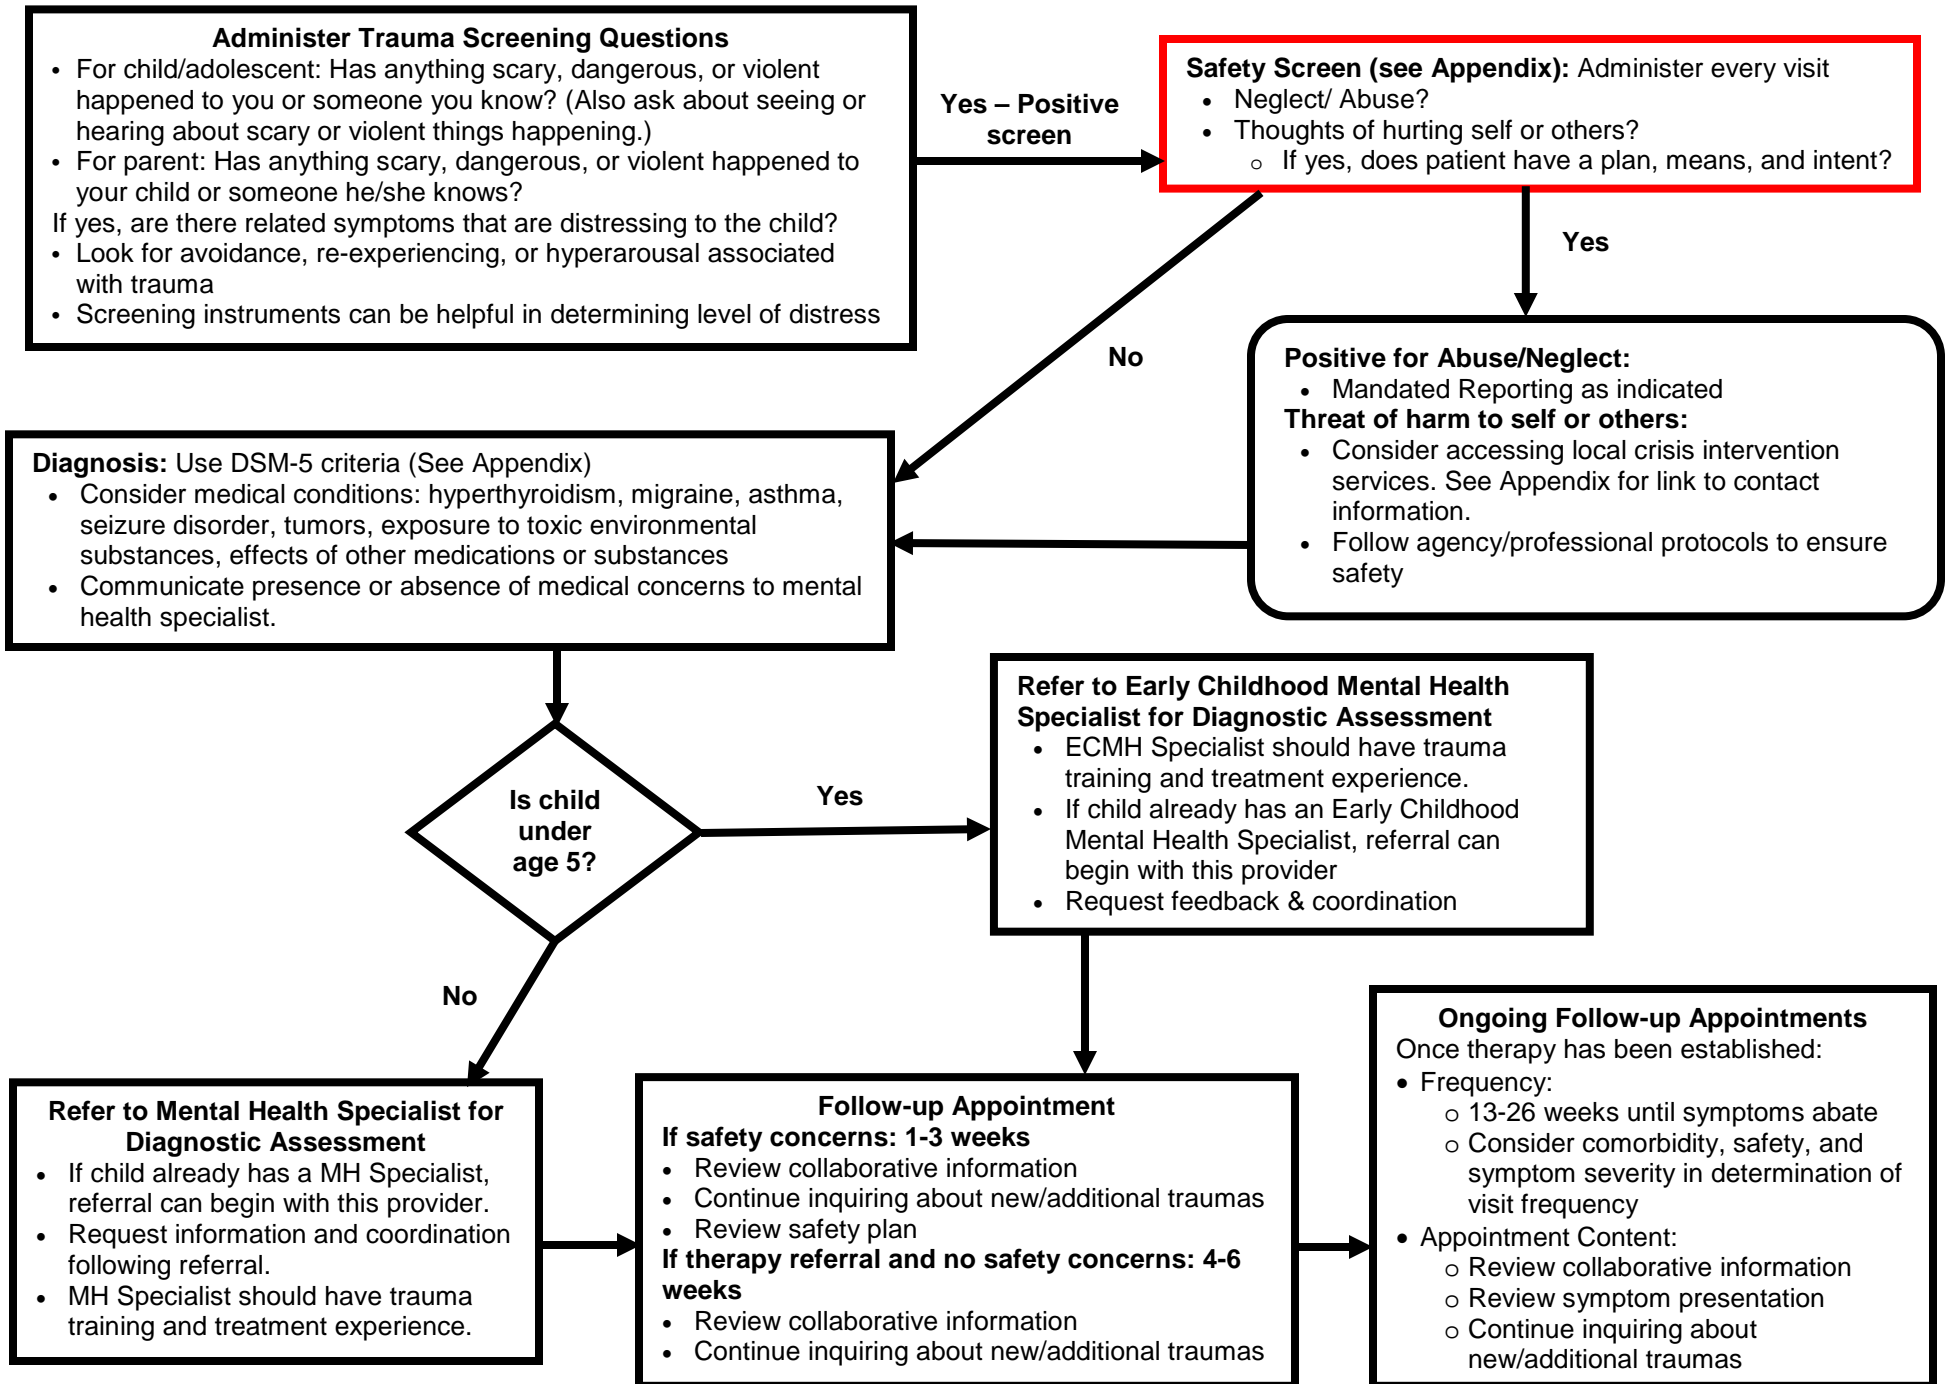 Administer Trauma Screening Questions
• For child/adolescent: Has anything scary, dangerous, or violent
happened to you or someone you know? (Also ask about seeing or
hearing about scary or violent things happening.)
• For parent: Has anything scary, dangerous, or violent happened to
your child or someone he/she knows?
If yes, are there related symptoms that are distressing to the child?
• Look for avoidance, re-experiencing, or hyperarousal associated
with trauma
• Screening instruments can be helpful in determining level of distress
Yes – Positive
screen
Safety Screen (see Appendix): Administer every visit
• Neglect/ Abuse?
• Thoughts of hurting self or others?
o If yes, does patient have a plan, means, and intent?
Yes
No
Positive for Abuse/Neglect:
• Mandated Reporting as indicated
Threat of harm to self or others:
• Consider accessing local crisis intervention
services. See Appendix for link to contact
information.
• Follow agency/professional protocols to ensure
safety
Diagnosis: Use DSM-5 criteria (See Appendix)
• Consider medical conditions: hyperthyroidism, migraine, asthma,
seizure disorder, tumors, exposure to toxic environmental
substances, effects of other medications or substances
• Communicate presence or absence of medical concerns to mental
health specialist.
Is child
under
age 5?
Yes
Refer to Early Childhood Mental Health
Specialist for Diagnostic Assessment
• ECMH Specialist should have trauma
training and treatment experience.
• If child already has an Early Childhood
Mental Health Specialist, referral can
begin with this provider
• Request feedback & coordination
No
Refer to Mental Health Specialist for
Diagnostic Assessment
• If child already has a MH Specialist,
referral can begin with this provider.
• Request information and coordination
following referral.
• MH Specialist should have trauma
training and treatment experience.
Follow-up Appointment
If safety concerns: 1-3 weeks
• Review collaborative information
• Continue inquiring about new/additional traumas
• Review safety plan
If therapy referral and no safety concerns: 4-6
weeks
• Review collaborative information
• Continue inquiring about new/additional traumas
Ongoing Follow-up Appointments
Once therapy has been established:
• Frequency:
o 13-26 weeks until symptoms abate
o Consider comorbidity, safety, and
symptom severity in determination of
visit frequency
• Appointment Content:
o Review collaborative information
o Review symptom presentation
o Continue inquiring about
new/additional traumas